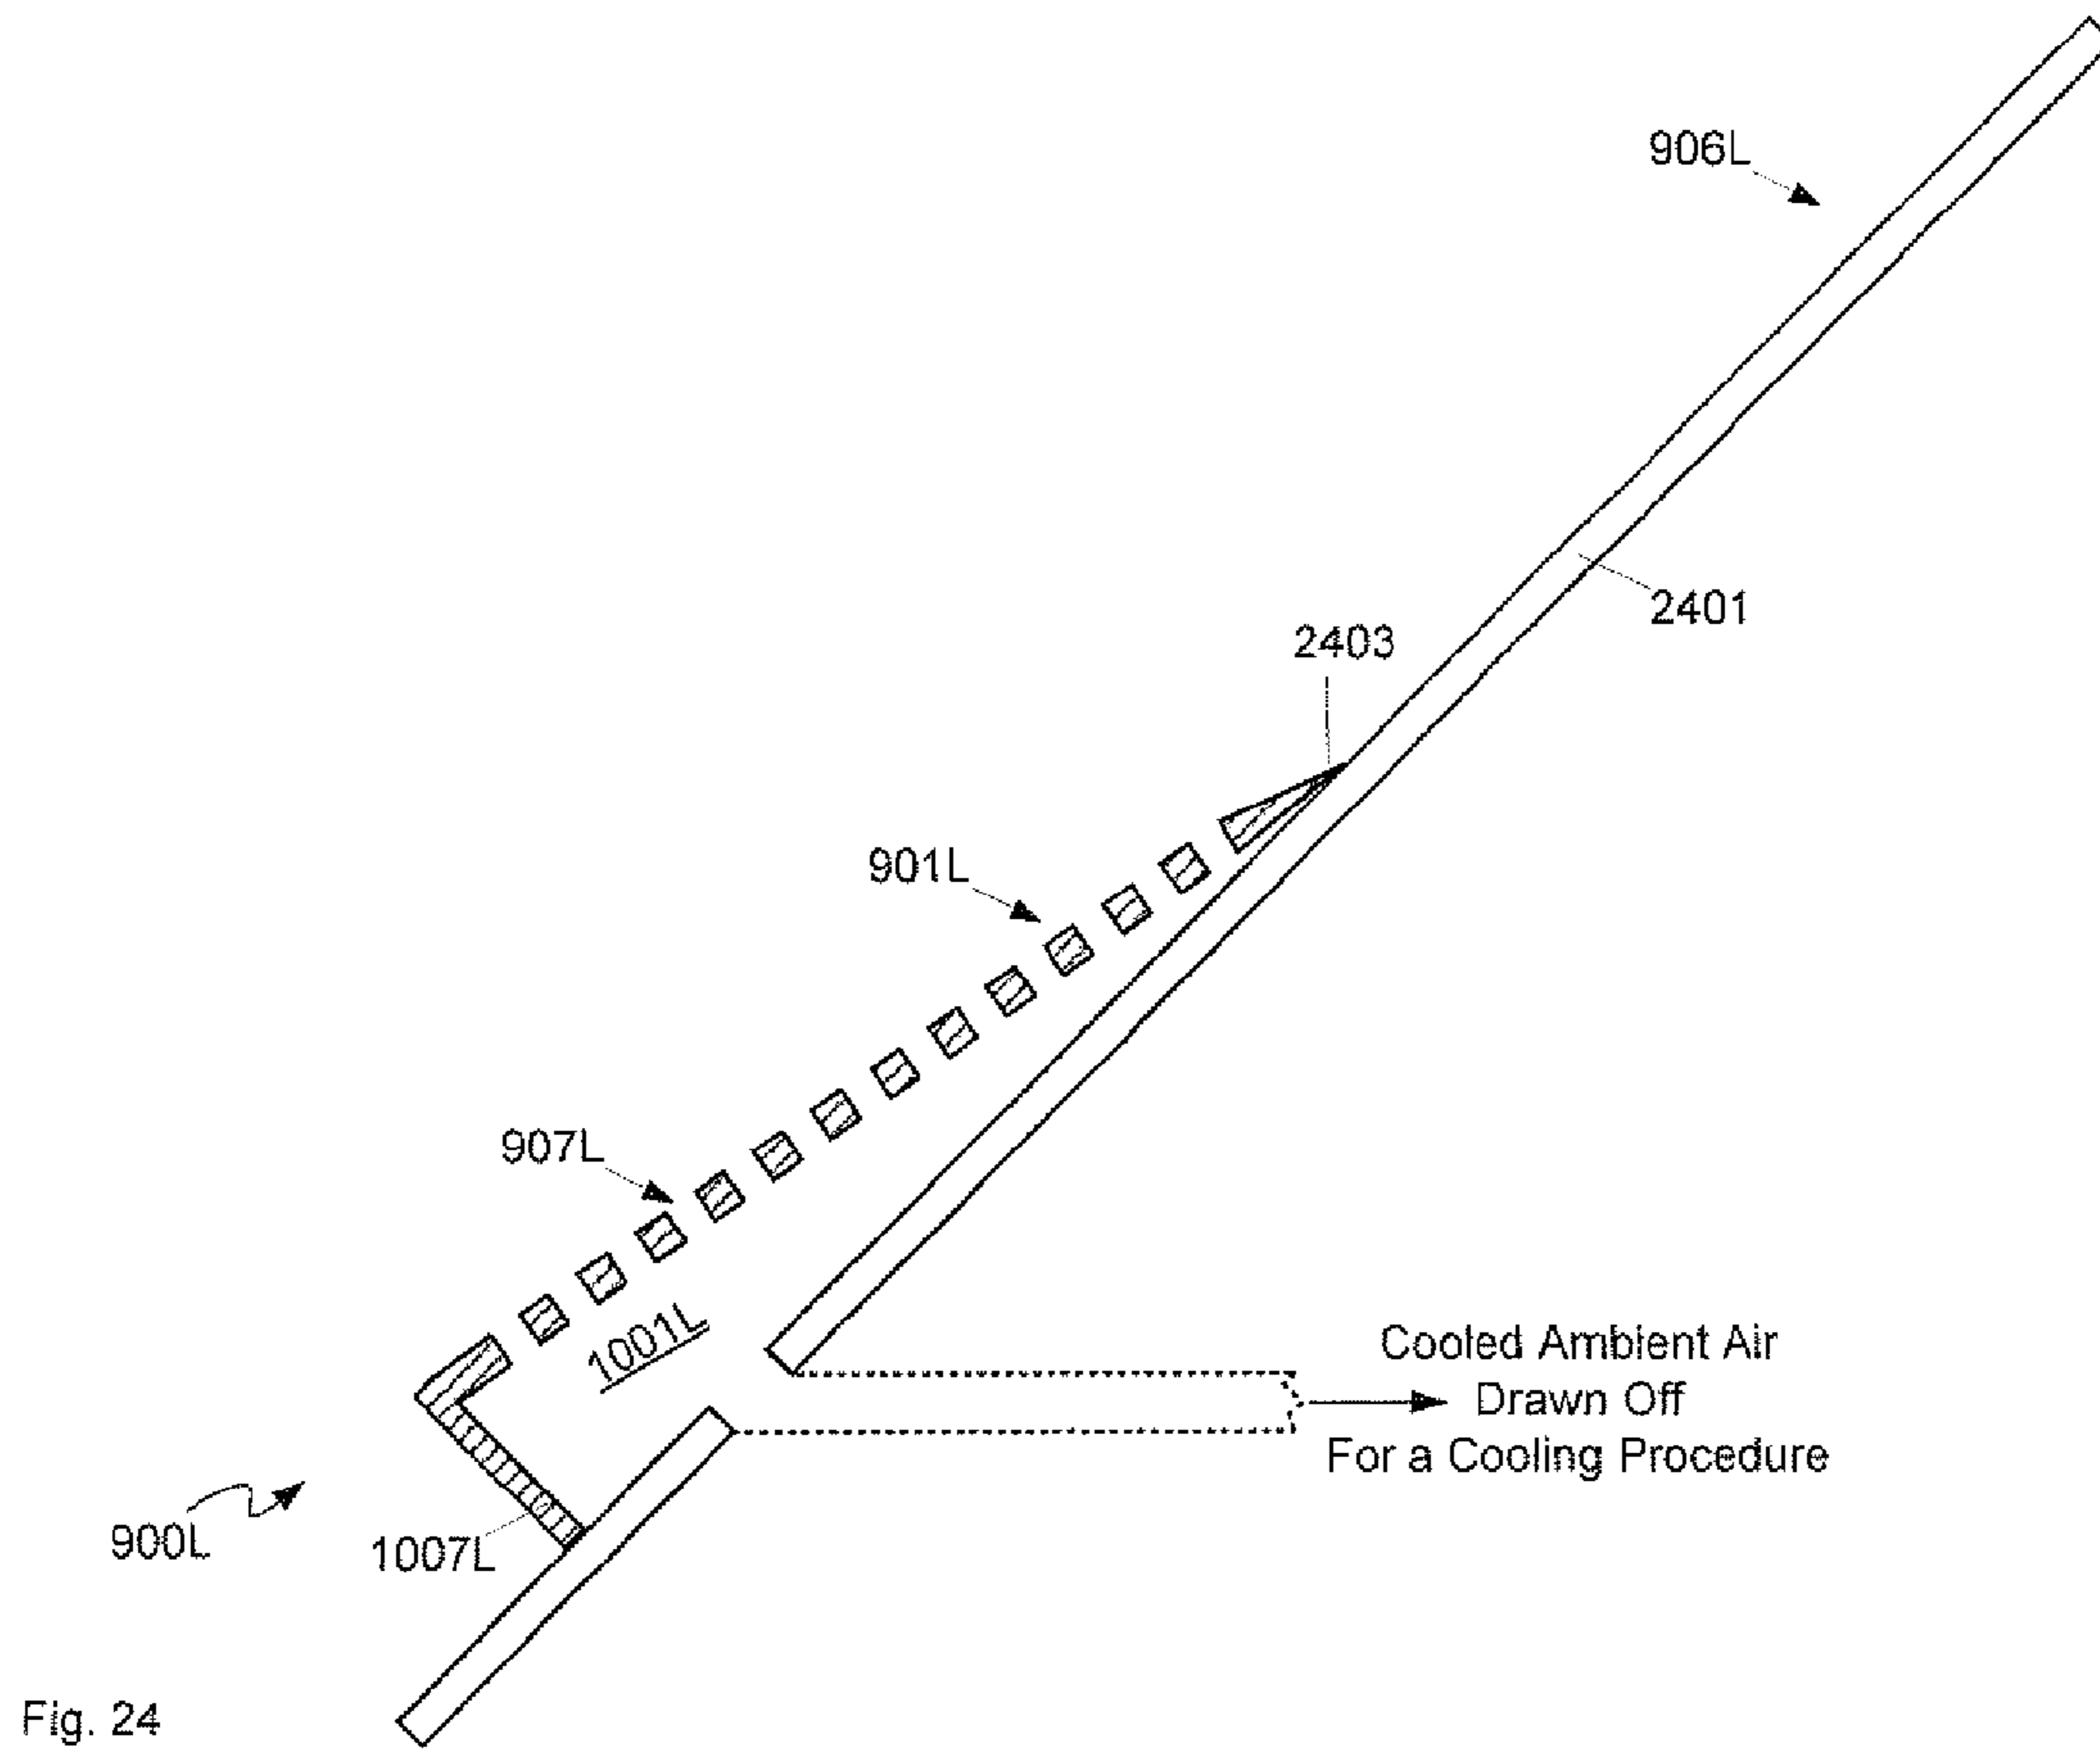 906L
2401
2403
901L
907L
1001L
Cooled Ambient Air
Drawn Off
For a Cooling Procedure
900L
1007L
Fig. 24